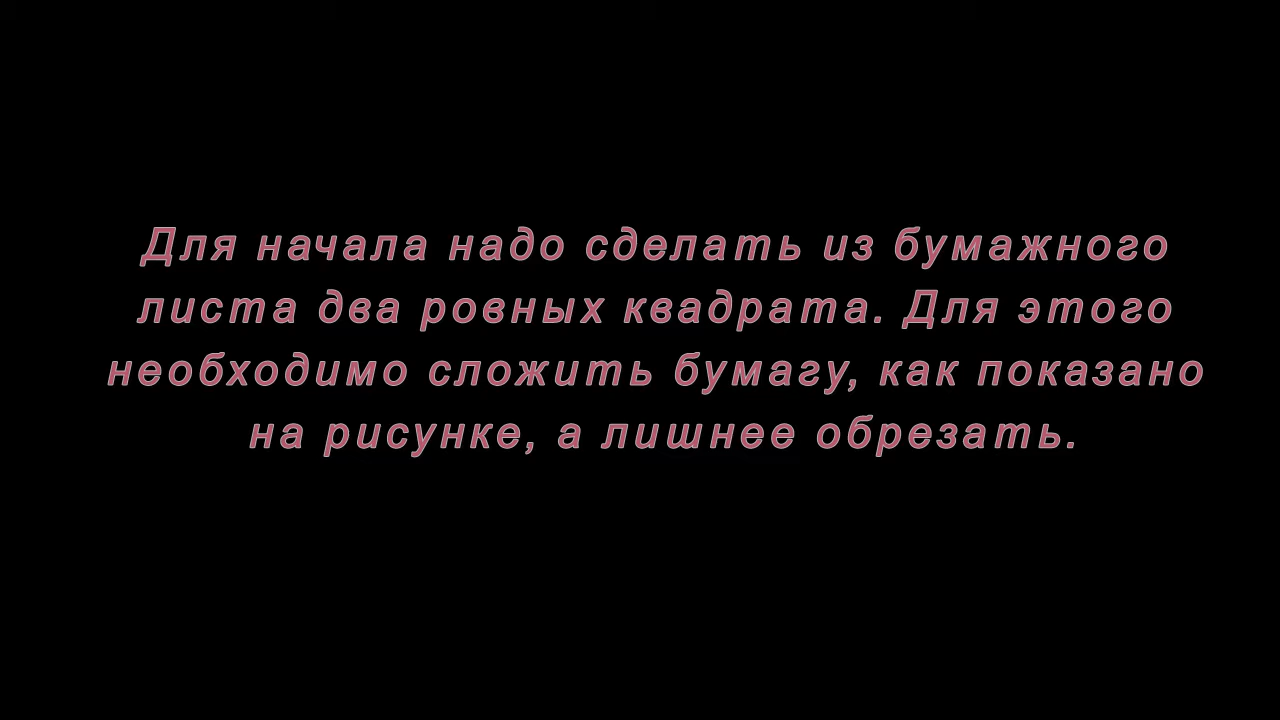 Для начала надо сделать из бумажного
листа два ровных квадрата. Для этого
необходимо сложить бумагу, как показано
на рисунке, а лишнее обрезать.